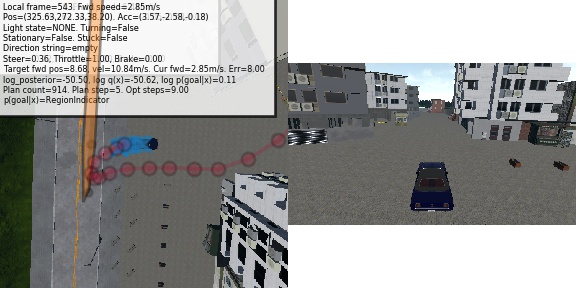 Local frame=543. Fwd speed=2.85m/s
Pos=(325.63,272.33,38.20). Acc=(3.57,-2.58,-0.18)
Light state=NONE. Turning=False
Stationary=False. Stuck=False
Direction string=empty
Steer=0.36, Throttle=1.00, Brake=0.00
Target fwd pos=8.68, vel=10.84m/s. Cur fwd=2.85m/s. Err=8.00
log_posterior=-50.50, log q(x)=-50.62, log p(goal|x)=0.11
Plan count=914. Plan step=5. Opt steps=9.00
p(goal|x)=RegionIndicator